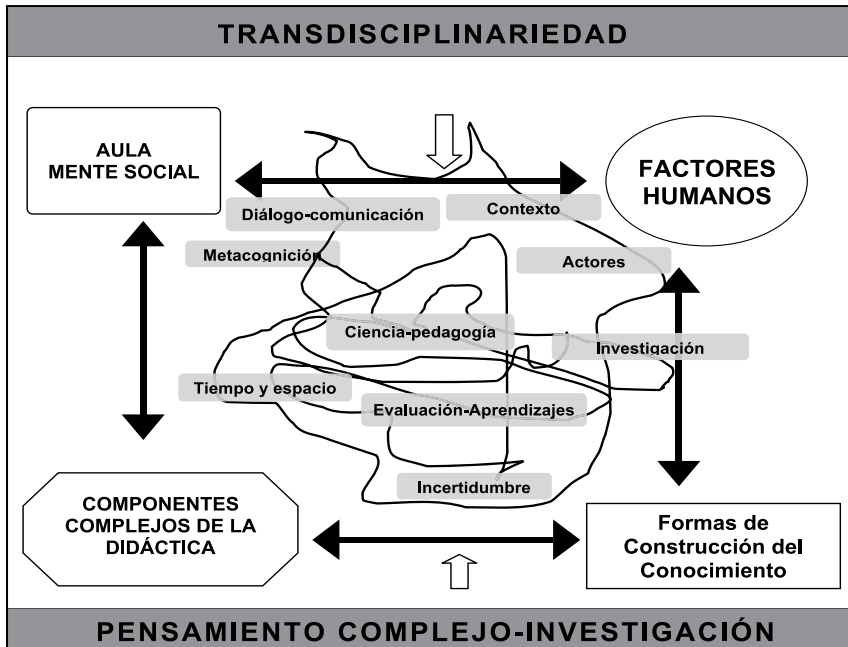 TRANSDISCIPLINARIEDAD
AULA
MENTE SOCIAL
FACTORES
HUMANOS
Diálogo-comunicación
Contexto
Metacognición
Actores
Ciencia-pedagogía
Investigación
Tiempo y espacio
Evaluación-Aprendizajes
Incertidumbre
COMPONENTES
COMPLEJOS DE LA
DIDÁCTICA
Formas de
Construcción del
Conocimiento
PENSAMIENTO COMPLEJO-INVESTIGACIÓN